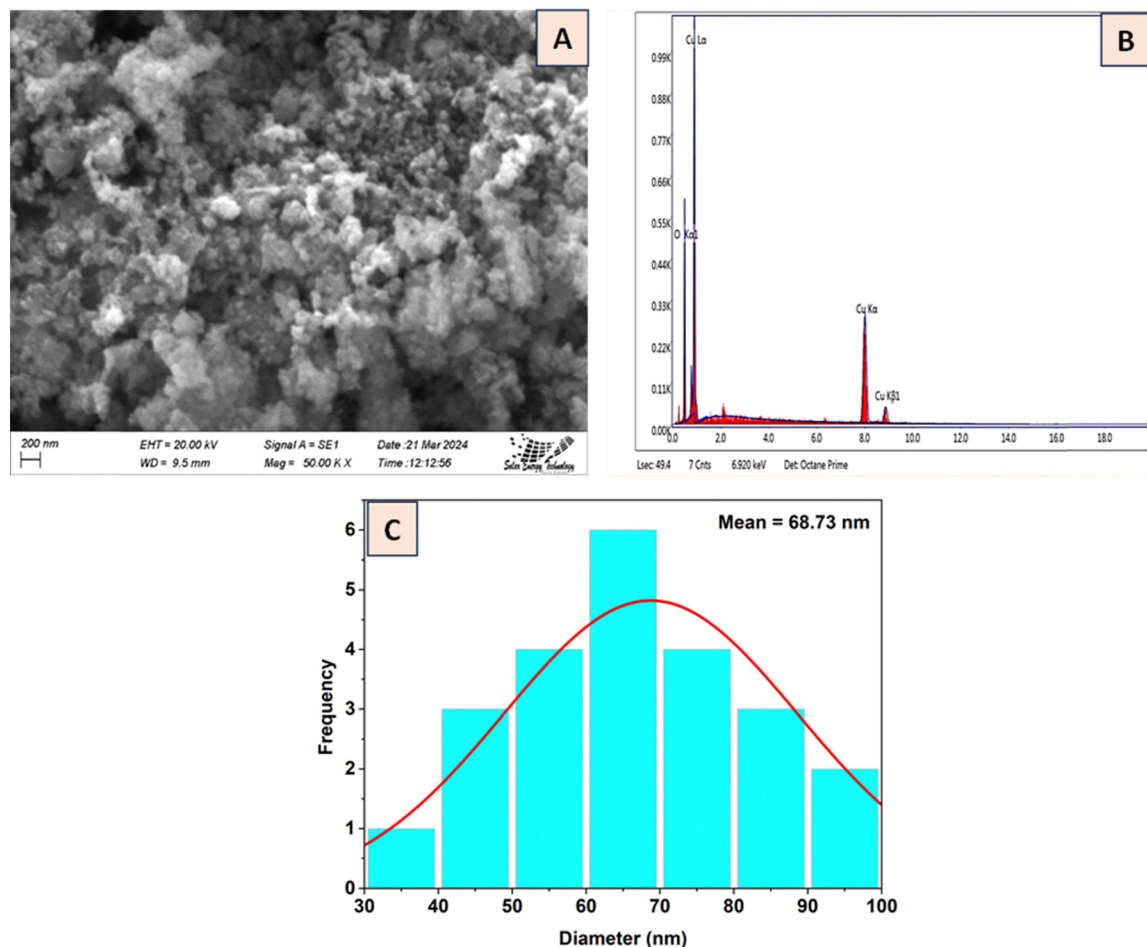 A
200 nm
EHT = 20.00 kV
Signal A = SE1
Date :21 Mar 2024
WD = 9.5 mm
Mag = 50.00 K X
Time :12:12:56
Solar Energy Technology
B
Cu Lα
0.99K
0.88K
0.77K
0.66K
0.55K
O Kα1
0.44K
0.33K
Cu Kα
0.22K
0.11K
Cu Kβ1
0.00K
0.0 2.0 4.0 6.0 8.0 10.0 12.0 14.0 16.0 18.0
Lsec: 49.4 7 Cnts 6.920 keV Det: Octane Prime
C
Mean = 68.73 nm
Frequency
6
5
4
3
2
1
0
30 40 50 60 70 80 90 100
Diameter (nm)